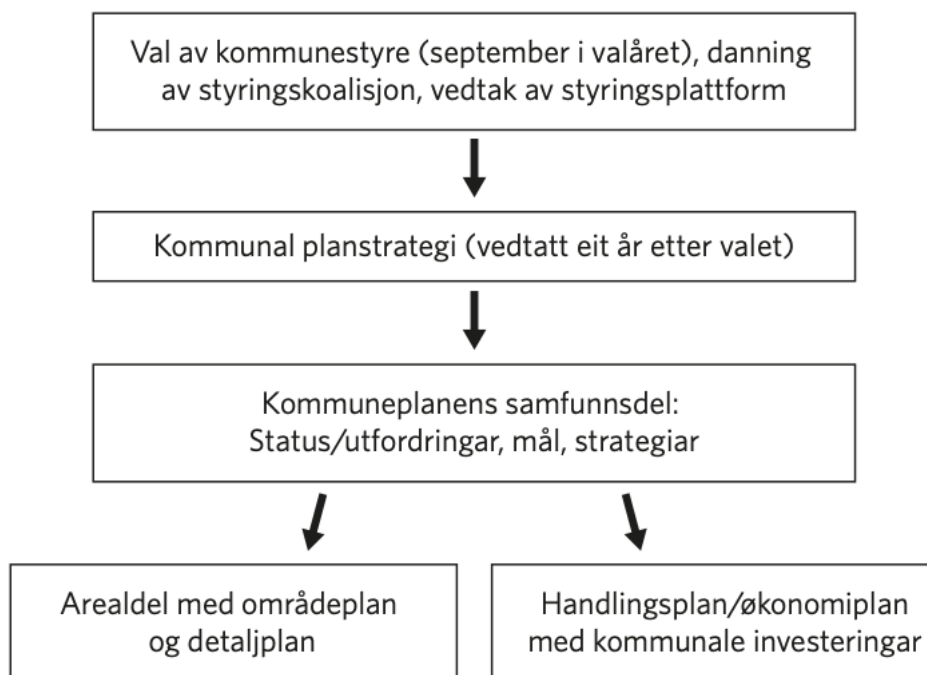 Val av kommunestyre (september i valåret), danning
av styringskoalisjon, vedtak av styringsplattform
Kommunal planstrategi (vedtatt eit år etter valet)
Kommuneplanens samfunnsdel:
Status/utfordringar, mål, strategiar
Arealdel med områdeplan
og detaljplan
Handlingsplan/økonomiplan
med kommunale investeringar